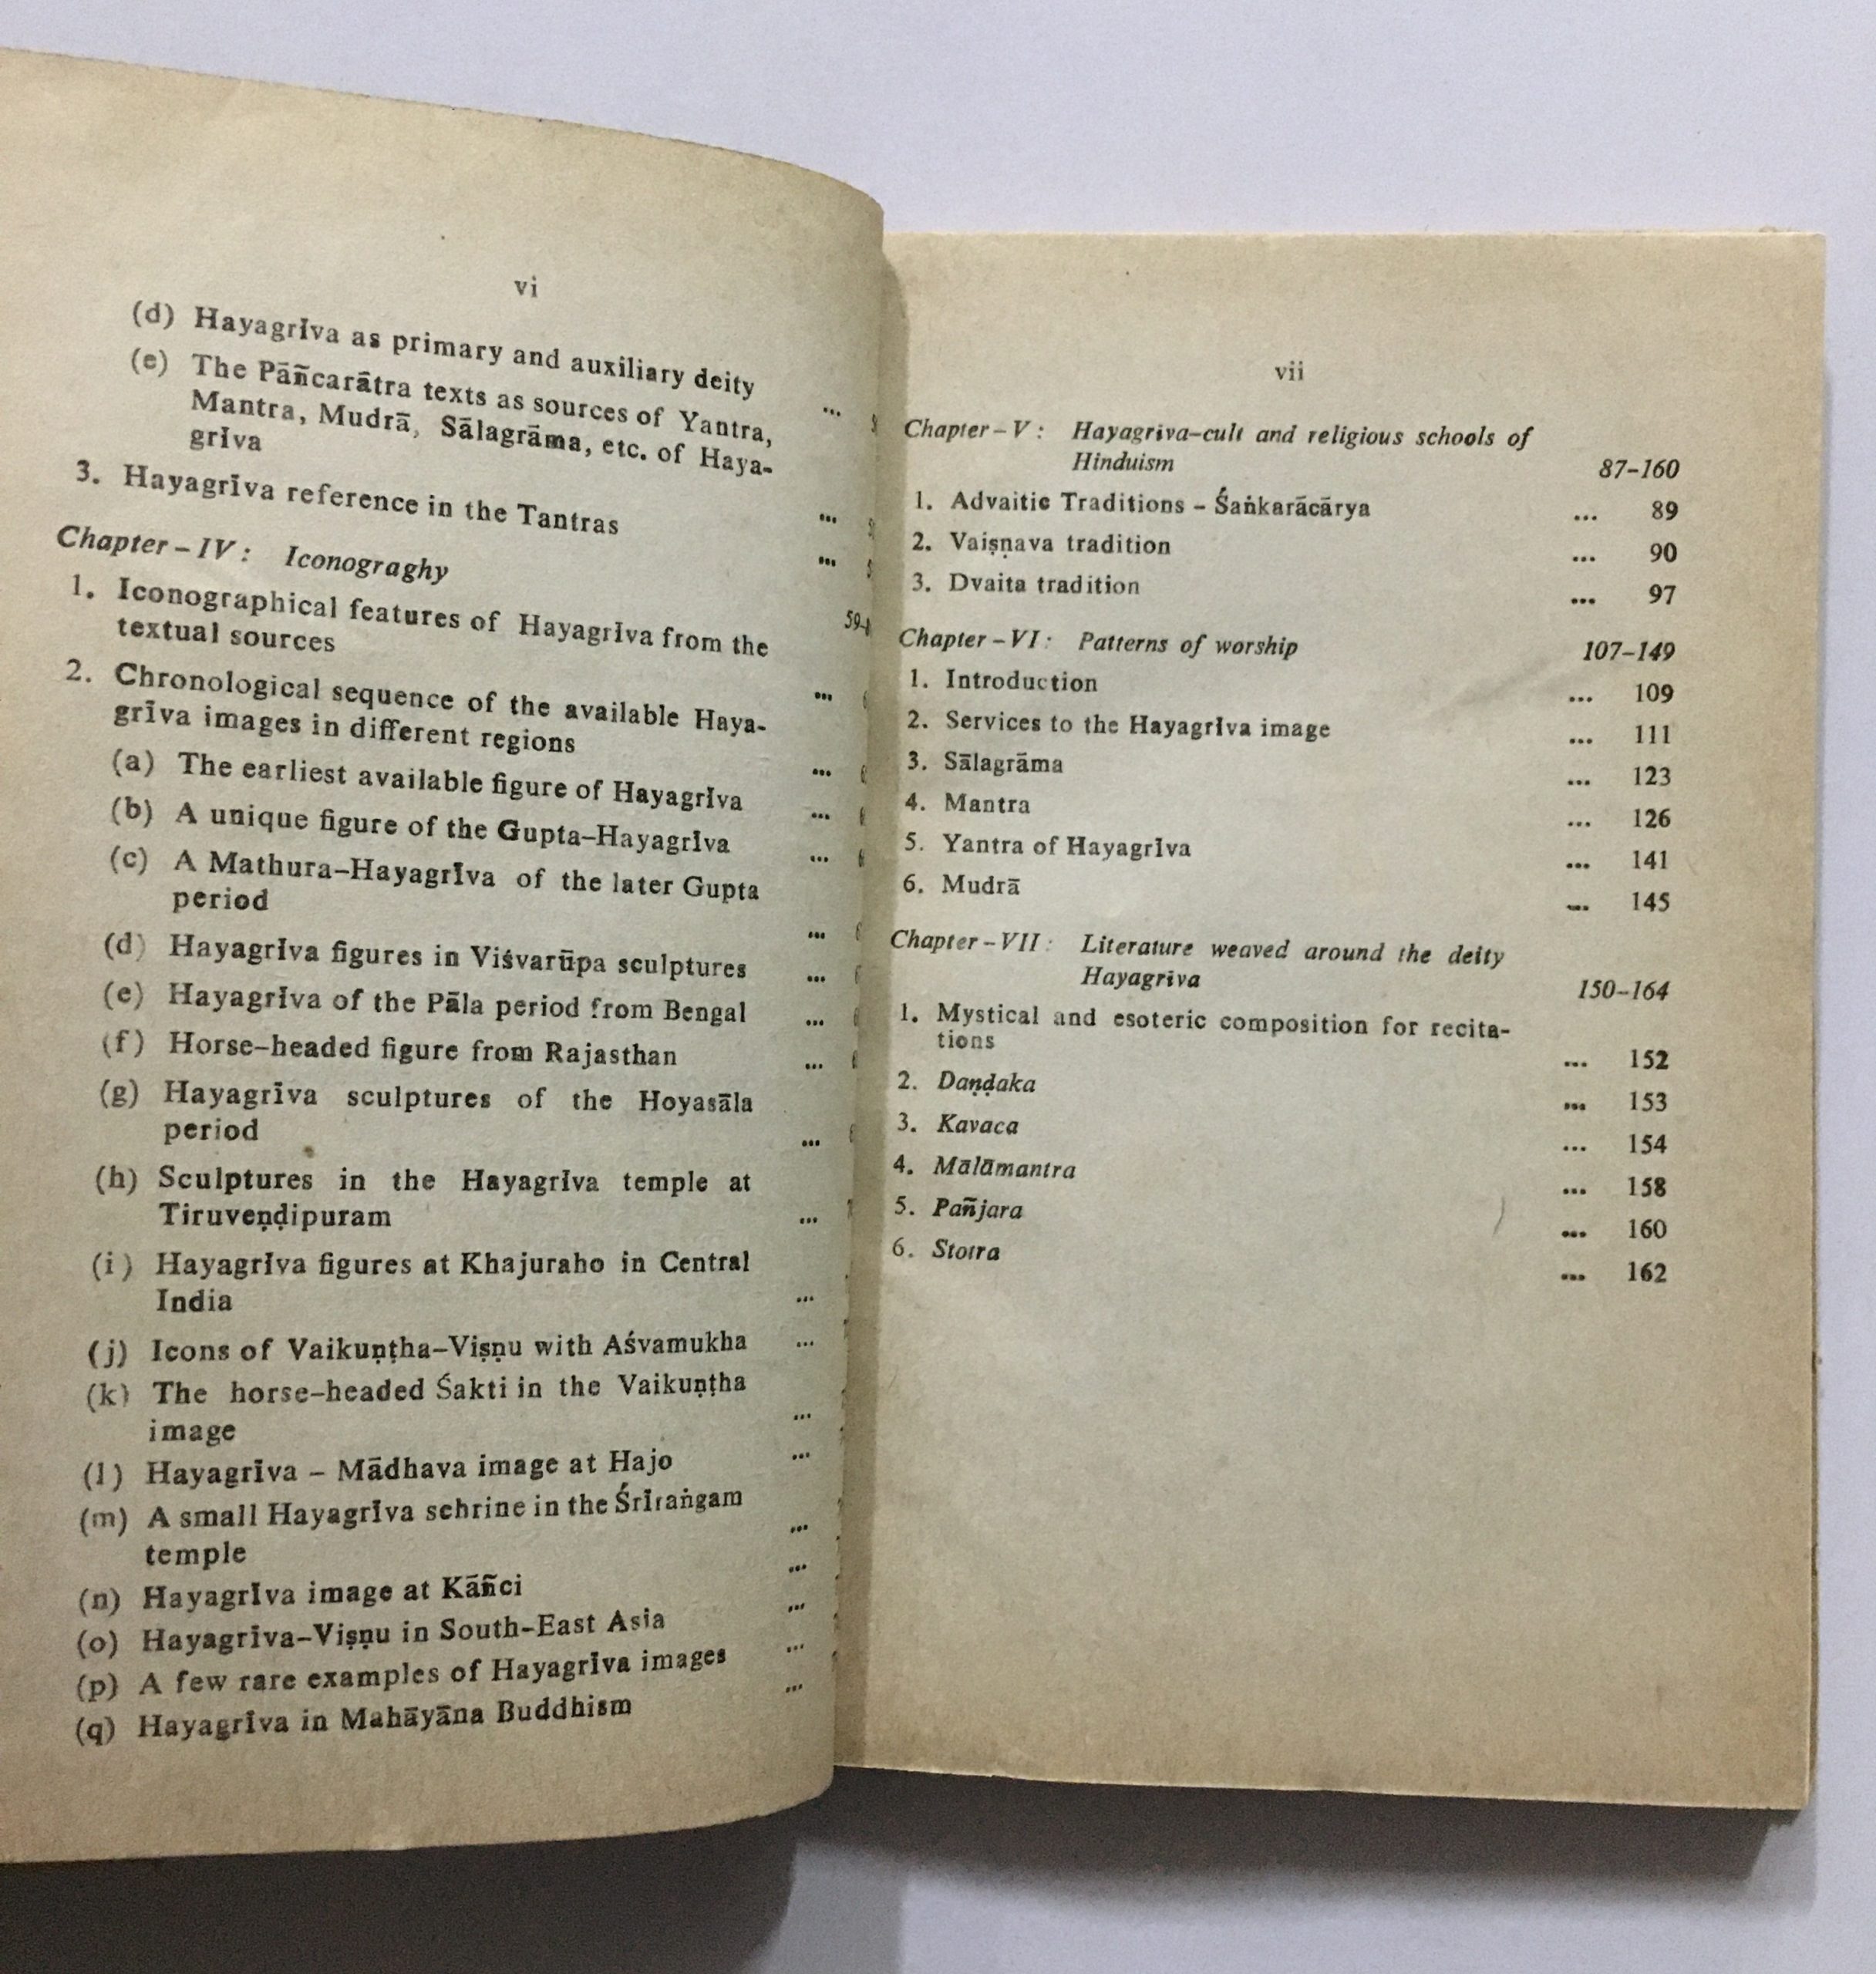 vi
(d) Hayagrīva as primary and auxiliary deity ...
(e) The Pāñcarātra texts as sources of Yantra,
Mantra, Mudrā, Sālagrāma, etc. of Haya-
grīva ...
3. Hayagrīva reference in the Tantras ...
Chapter – IV : Iconograghy
1. Iconographical features of Hayagrīva from the
textual sources ...
2. Chronological sequence of the available Haya-
grīva images in different regions ...
(a) The earliest available figure of Hayagrīva ...
(b) A unique figure of the Gupta–Hayagrīva ...
(c) A Mathura–Hayagrīva of the later Gupta
period ...
(d) Hayagrīva figures in Viśvarūpa sculptures ...
(e) Hayagrīva of the Pāla period from Bengal ...
(f) Horse–headed figure from Rajasthan ...
(g) Hayagrīva sculptures of the Hoyasāla
period ...
(h) Sculptures in the Hayagrīva temple at
Tiruveṇḍipuram ...
(i) Hayagrīva figures at Khajuraho in Central
India ...
(j) Icons of Vaikuṇṭha–Viṣṇu with Aśvamukha ...
(k) The horse–headed Śakti in the Vaikuṇṭha
image ...
(l) Hayagrīva – Mādhava image at Hajo ...
(m) A small Hayagrīva schrine in the Śrīraṅgam
temple ...
(n) Hayagrīva image at Kāñci ...
(o) Hayagrīva–Viṣṇu in South–East Asia ...
(p) A few rare examples of Hayagrīva images ...
(q) Hayagrīva in Mahāyāna Buddhism ...
vii
Chapter – V : Hayagrīva–cult and religious schools of
Hinduism 87–160
1. Advaitic Traditions – Śaṅkarācārya ... 89
2. Vaiṣṇava tradition ... 90
3. Dvaita tradition ... 97
Chapter – VI : Patterns of worship 107–149
1. Introduction ... 109
2. Services to the Hayagrīva image ... 111
3. Sālagrāma ... 123
4. Mantra ... 126
5. Yantra of Hayagrīva ... 141
6. Mudrā ... 145
Chapter – VII : Literature weaved around the deity
Hayagrīva 150–164
1. Mystical and esoteric composition for recita-
tions ... 152
2. Daṇḍaka ... 153
3. Kavaca ... 154
4. Mālāmantra ... 158
5. Pañjara ... 160
6. Stotra ... 162